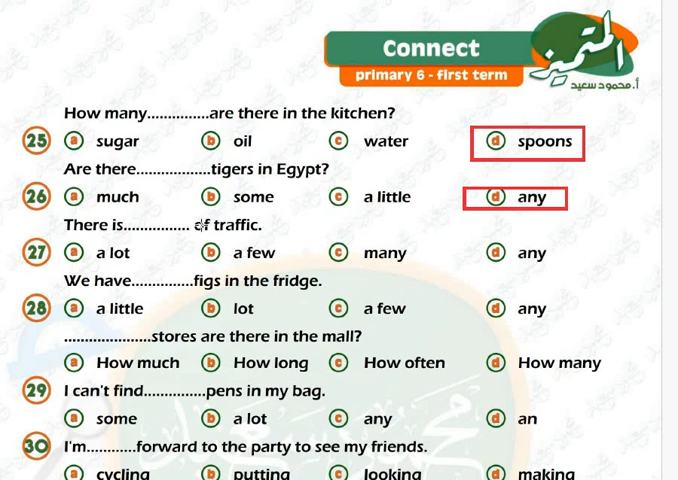 Connect
primary 6 - first term
المتميز
أ.محمود سعيد
How many...............are there in the kitchen?
25 a sugar b oil c water d spoons
Are there..................tigers in Egypt?
26 a much b some c a little d any
There is................ of traffic.
27 a a lot b a few c many d any
We have...............figs in the fridge.
28 a a little b lot c a few d any
.....................stores are there in the mall?
a How much b How long c How often d How many
29 I can't find...............pens in my bag.
a some b a lot c any d an
30 I'm............forward to the party to see my friends.
a cycling b putting c looking d making